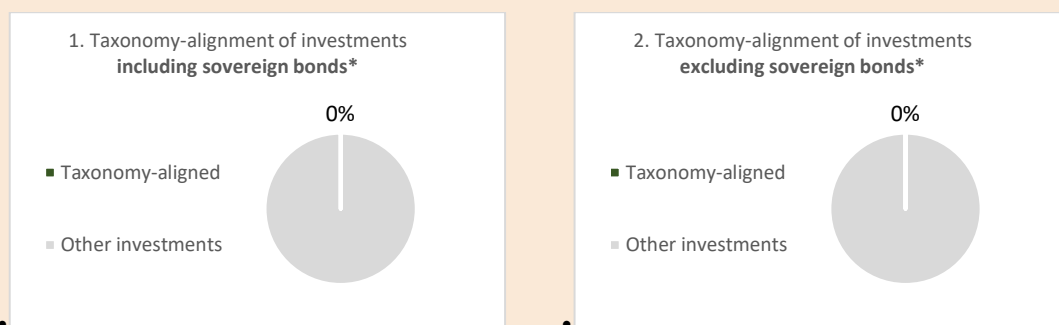 1. Taxonomy-alignment of investments
including sovereign bonds*
0%
Taxonomy-aligned
Other investments
2. Taxonomy-alignment of investments
excluding sovereign bonds*
0%
Taxonomy-aligned
Other investments